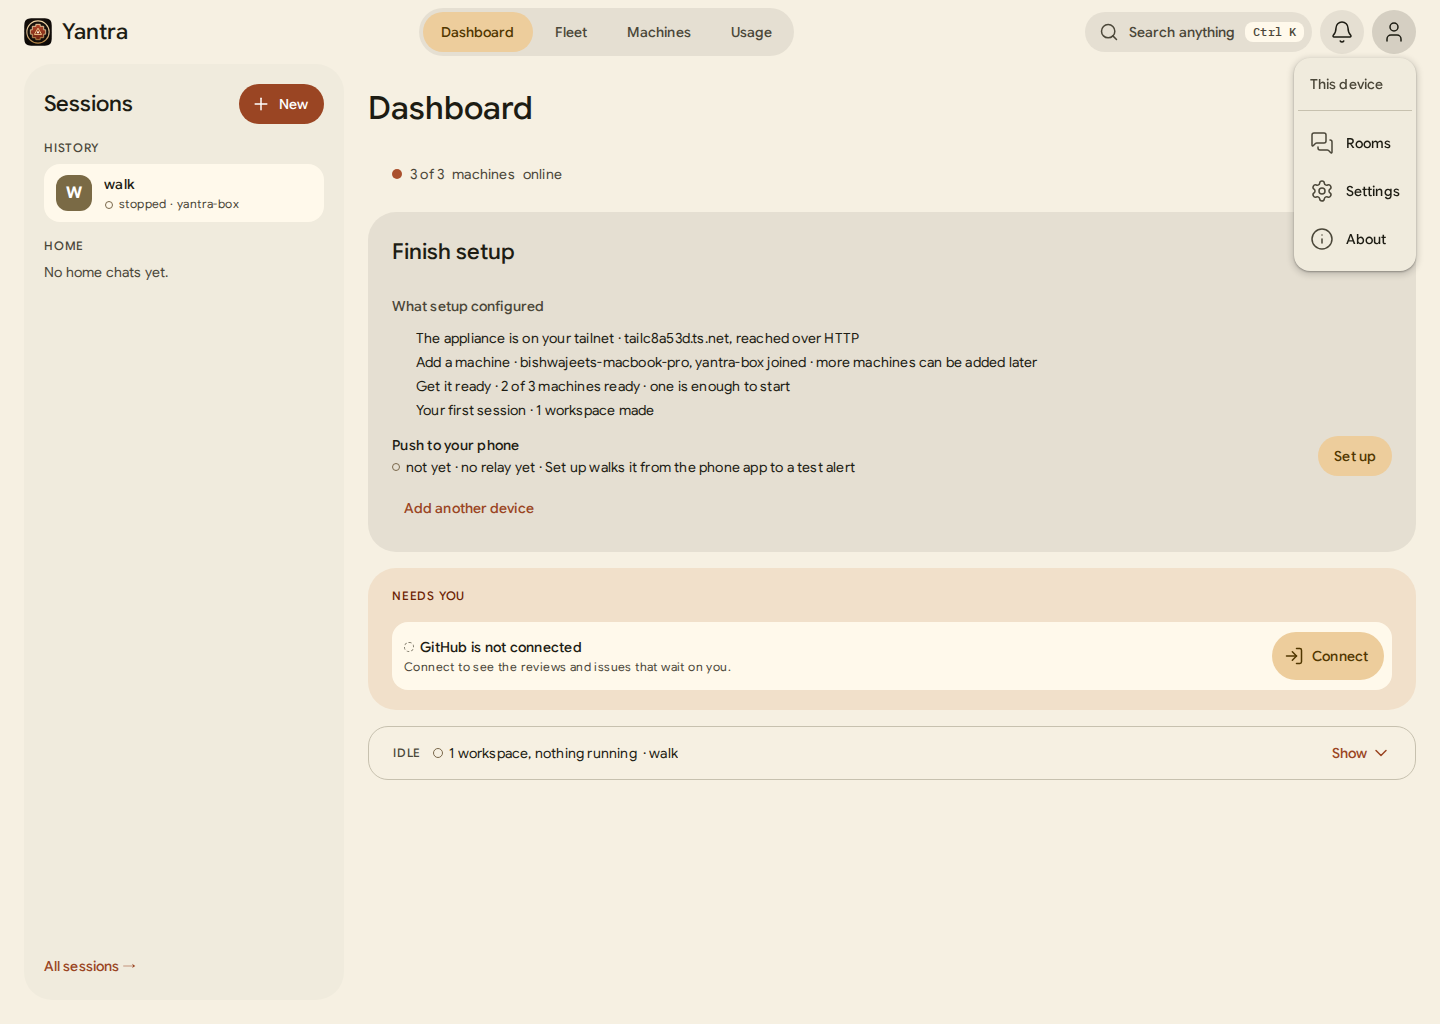 Yantra
Dashboard
Fleet
Machines
Usage
Search anything
Ctrl K
This device
Rooms
Settings
About
Sessions
New
HISTORY
W
walk
stopped · yantra-box
HOME
No home chats yet.
All sessions →
Dashboard
3 of 3 machines online
Finish setup
What setup configured
The appliance is on your tailnet · tailc8a53d.ts.net, reached over HTTP
Add a machine · bishwajeets-macbook-pro, yantra-box joined · more machines can be added later
Get it ready · 2 of 3 machines ready · one is enough to start
Your first session · 1 workspace made
Push to your phone
not yet · no relay yet · Set up walks it from the phone app to a test alert
Set up
Add another device
NEEDS YOU
GitHub is not connected
Connect to see the reviews and issues that wait on you.
Connect
IDLE
1 workspace, nothing running · walk
Show